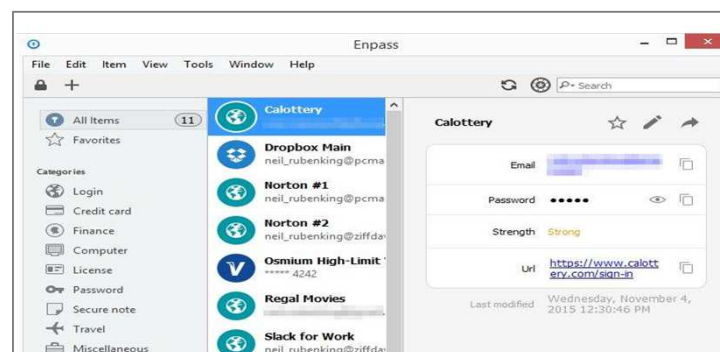 Enpass
File Edit Item View Tools Window Help
Search
All Items 11
Favorites
Categories
Login
Credit card
Finance
Computer
License
Password
Secure note
Travel
Miscellaneous
Calottery
Dropbox Main
neil_rubenking@pcma
Norton #1
neil_rubenking@pcma
Norton #2
neil_rubenking@ziffda
Osmium High-Limit
***** 4242
Regal Movies
Slack for Work
neil_rubenking@ziffda
Calottery
Email
Password •••••
Strength Strong
Url https://www.calott
ery.com/sign-in
Last modified Wednesday, November 4,
2015 12:30:46 PM